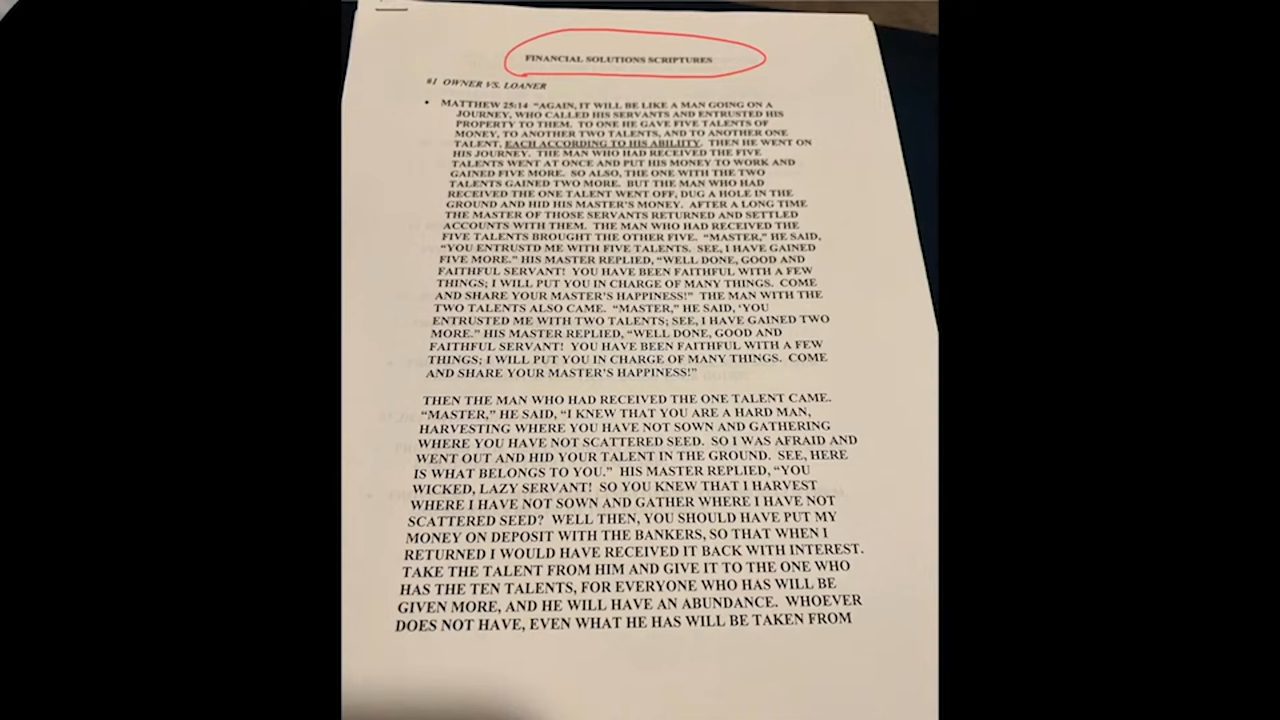 FINANCIAL SOLUTIONS SCRIPTURES
#1 OWNER VS. LOANER
• MATTHEW 25:14 “AGAIN, IT WILL BE LIKE A MAN GOING ON A
JOURNEY, WHO CALLED HIS SERVANTS AND ENTRUSTED HIS
PROPERTY TO THEM. TO ONE HE GAVE FIVE TALENTS OF
MONEY, TO ANOTHER TWO TALENTS, AND TO ANOTHER ONE
TALENT, EACH ACCORDING TO HIS ABILIITY. THEN HE WENT ON
HIS JOURNEY. THE MAN WHO HAD RECEIVED THE FIVE
TALENTS WENT AT ONCE AND PUT HIS MONEY TO WORK AND
GAINED FIVE MORE. SO ALSO, THE ONE WITH THE TWO
TALENTS GAINED TWO MORE. BUT THE MAN WHO HAD
RECEIVED THE ONE TALENT WENT OFF, DUG A HOLE IN THE
GROUND AND HID HIS MASTER'S MONEY. AFTER A LONG TIME
THE MASTER OF THOSE SERVANTS RETURNED AND SETTLED
ACCOUNTS WITH THEM. THE MAN WHO HAD RECEIVED THE
FIVE TALENTS BROUGHT THE OTHER FIVE. “MASTER,” HE SAID,
“YOU ENTRUSTD ME WITH FIVE TALENTS. SEE, I HAVE GAINED
FIVE MORE.” HIS MASTER REPLIED, “WELL DONE, GOOD AND
FAITHFUL SERVANT! YOU HAVE BEEN FAITHFUL WITH A FEW
THINGS; I WILL PUT YOU IN CHARGE OF MANY THINGS. COME
AND SHARE YOUR MASTER'S HAPPINESS!” THE MAN WITH THE
TWO TALENTS ALSO CAME. “MASTER,” HE SAID, ‘YOU
ENTRUSTED ME WITH TWO TALENTS; SEE, I HAVE GAINED TWO
MORE.” HIS MASTER REPLIED, “WELL DONE, GOOD AND
FAITHFUL SERVANT! YOU HAVE BEEN FAITHFUL WITH A FEW
THINGS; I WILL PUT YOU IN CHARGE OF MANY THINGS. COME
AND SHARE YOUR MASTER'S HAPPINESS!”
THEN THE MAN WHO HAD RECEIVED THE ONE TALENT CAME.
“MASTER,” HE SAID, “I KNEW THAT YOU ARE A HARD MAN,
HARVESTING WHERE YOU HAVE NOT SOWN AND GATHERING
WHERE YOU HAVE NOT SCATTERED SEED. SO I WAS AFRAID AND
WENT OUT AND HID YOUR TALENT IN THE GROUND. SEE, HERE
IS WHAT BELONGS TO YOU.” HIS MASTER REPLIED, “YOU
WICKED, LAZY SERVANT! SO YOU KNEW THAT I HARVEST
WHERE I HAVE NOT SOWN AND GATHER WHERE I HAVE NOT
SCATTERED SEED? WELL THEN, YOU SHOULD HAVE PUT MY
MONEY ON DEPOSIT WITH THE BANKERS, SO THAT WHEN I
RETURNED I WOULD HAVE RECEIVED IT BACK WITH INTEREST.
TAKE THE TALENT FROM HIM AND GIVE IT TO THE ONE WHO
HAS THE TEN TALENTS, FOR EVERYONE WHO HAS WILL BE
GIVEN MORE, AND HE WILL HAVE AN ABUNDANCE. WHOEVER
DOES NOT HAVE, EVEN WHAT HE HAS WILL BE TAKEN FROM